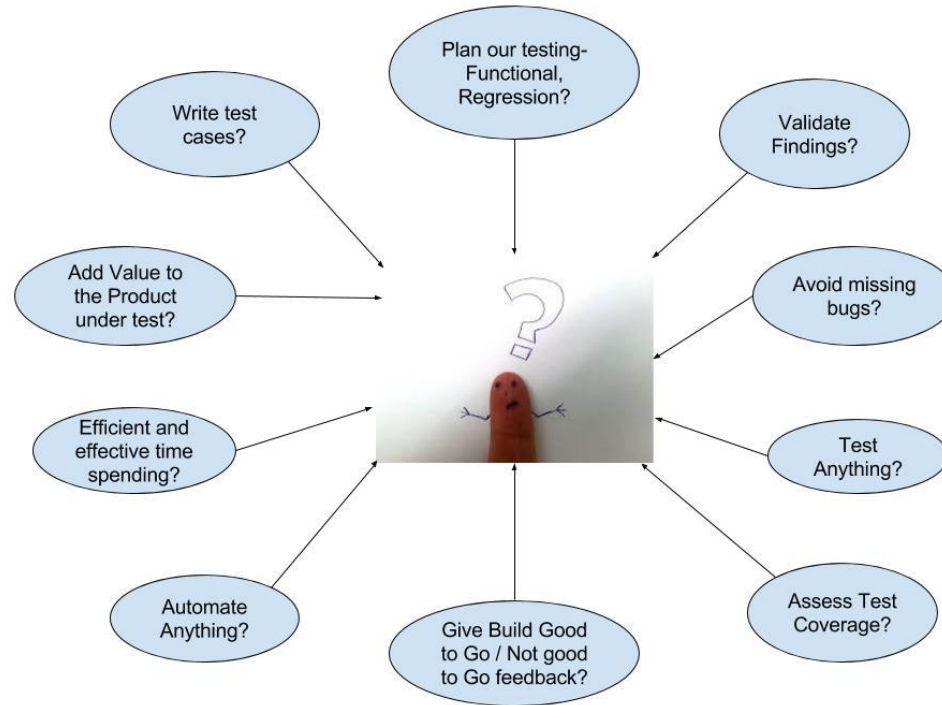 Plan our testing-
Functional,
Regression?
Write test
cases?
Validate
Findings?
Add Value to
the Product
under test?
Avoid missing
bugs?
?
Efficient and
effective time
spending?
Test
Anything?
Automate
Anything?
Give Build Good
to Go / Not good
to Go feedback?
Assess Test
Coverage?